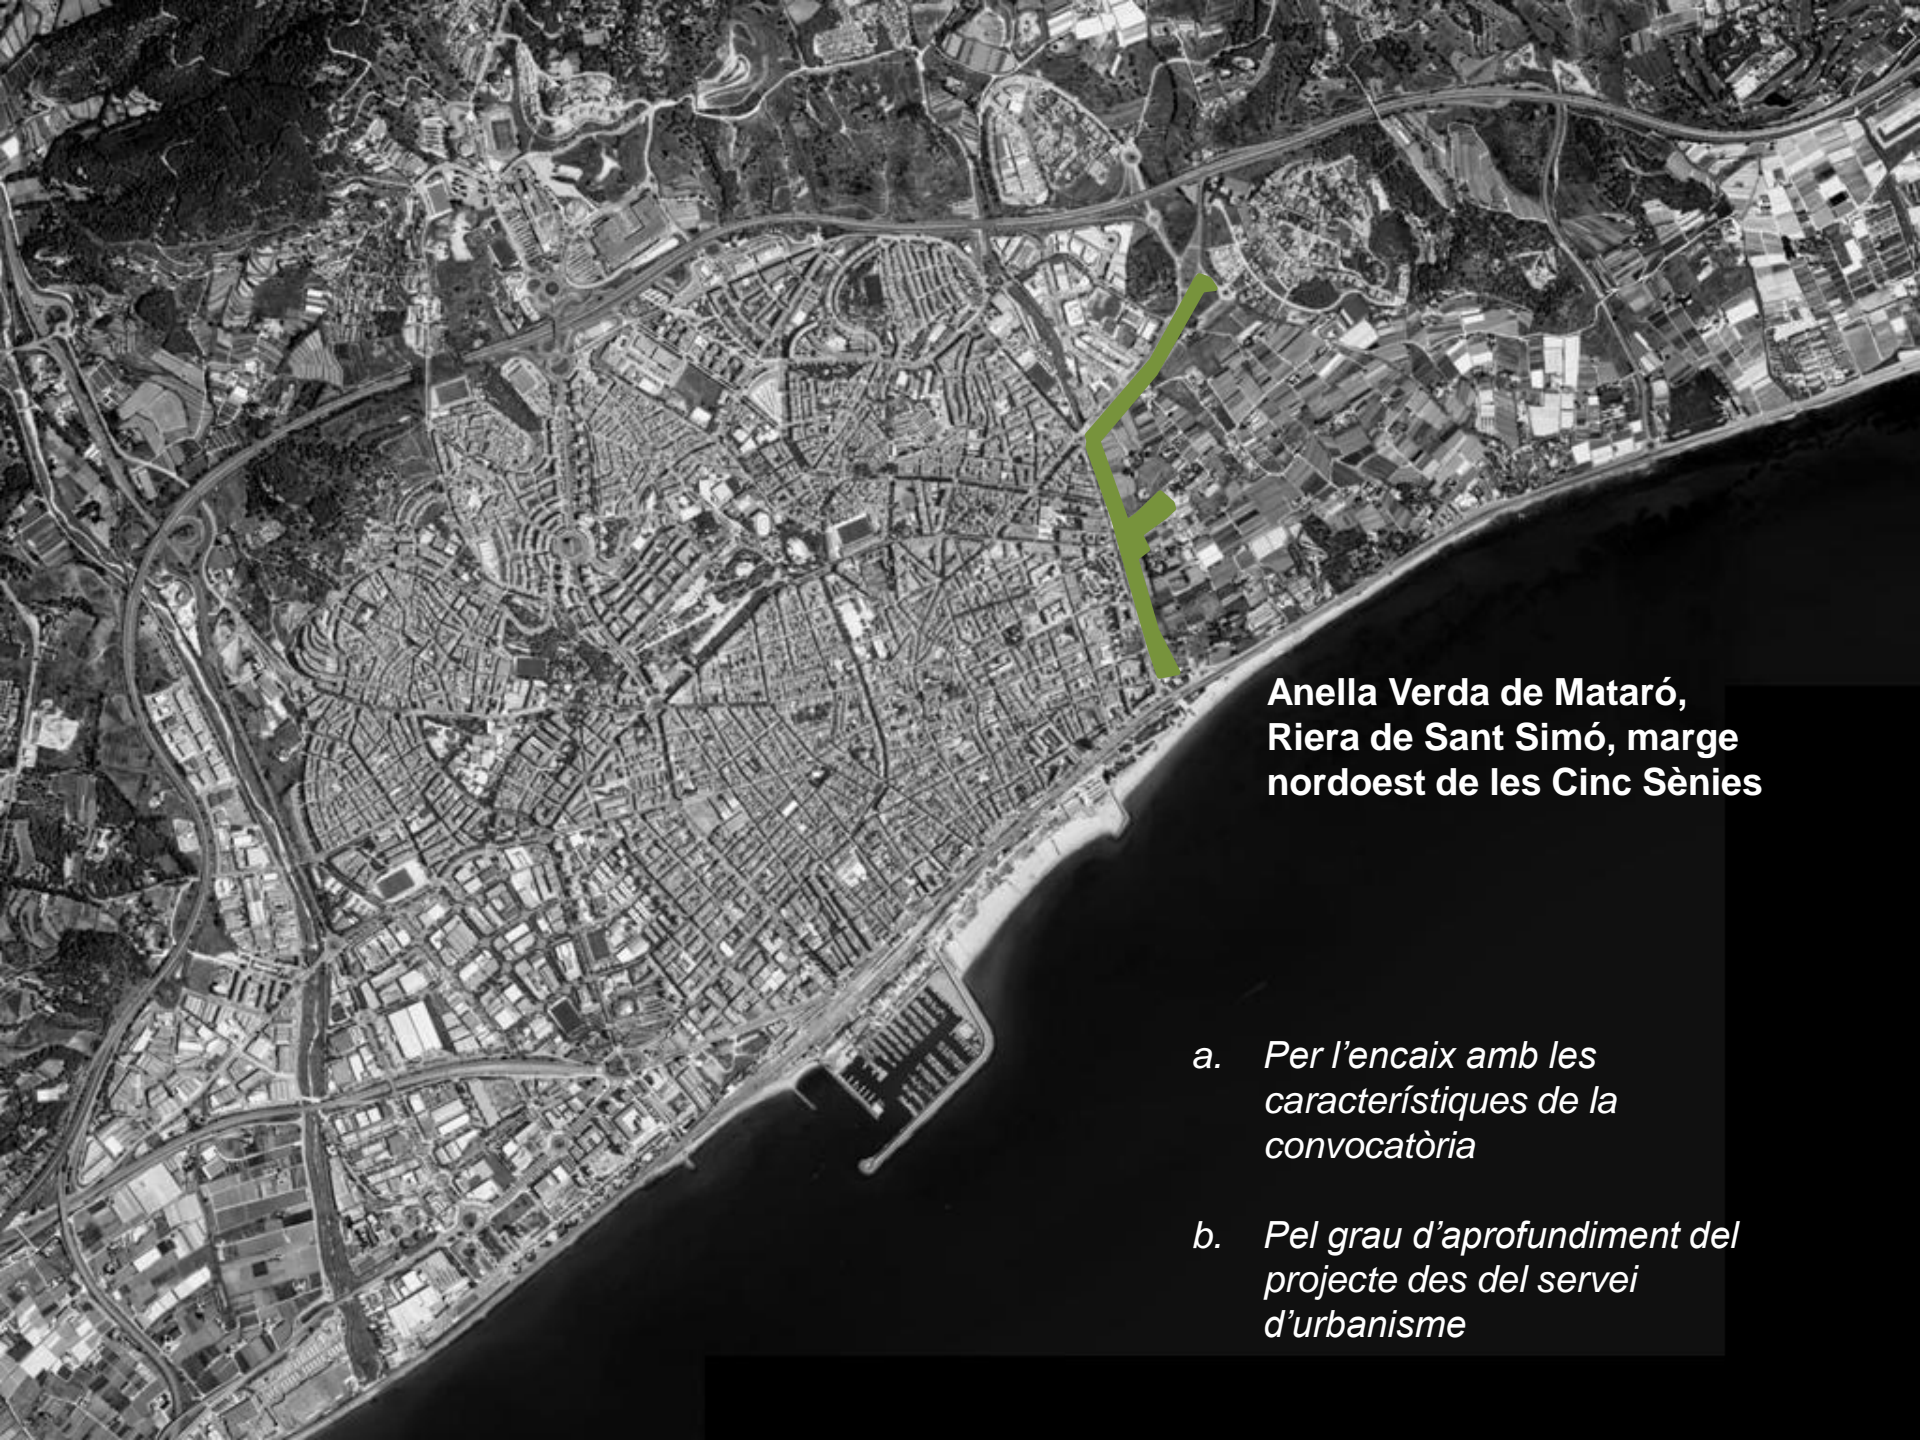 Anella Verda de Mataró,
Riera de Sant Simó, marge
nordoest de les Cinc Sènies
a. Per l’encaix amb les
característiques de la
convocatòria
b. Pel grau d’aprofundiment del
projecte des del servei
d’urbanisme